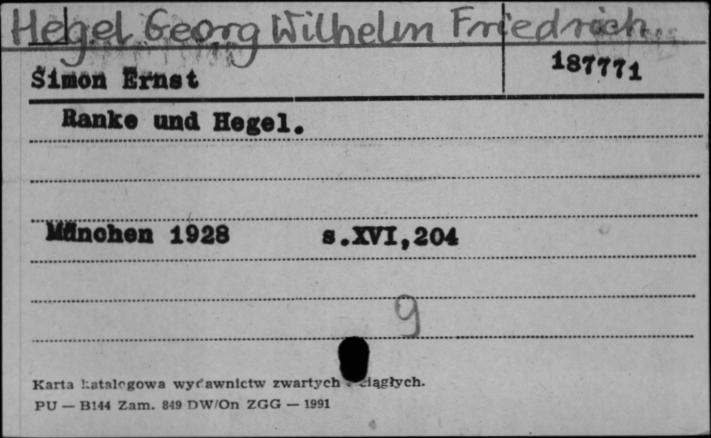 Hegel Georg Wilhelm Friedrich.
Simon Ernst 187771
Ranke und Hegel.
München 1928 s.XVI,204
9
Karta katalogowa wydawnictw zwartych i ciągłych.
PU — B144 Zam. 849 DW/On ZGG — 1991